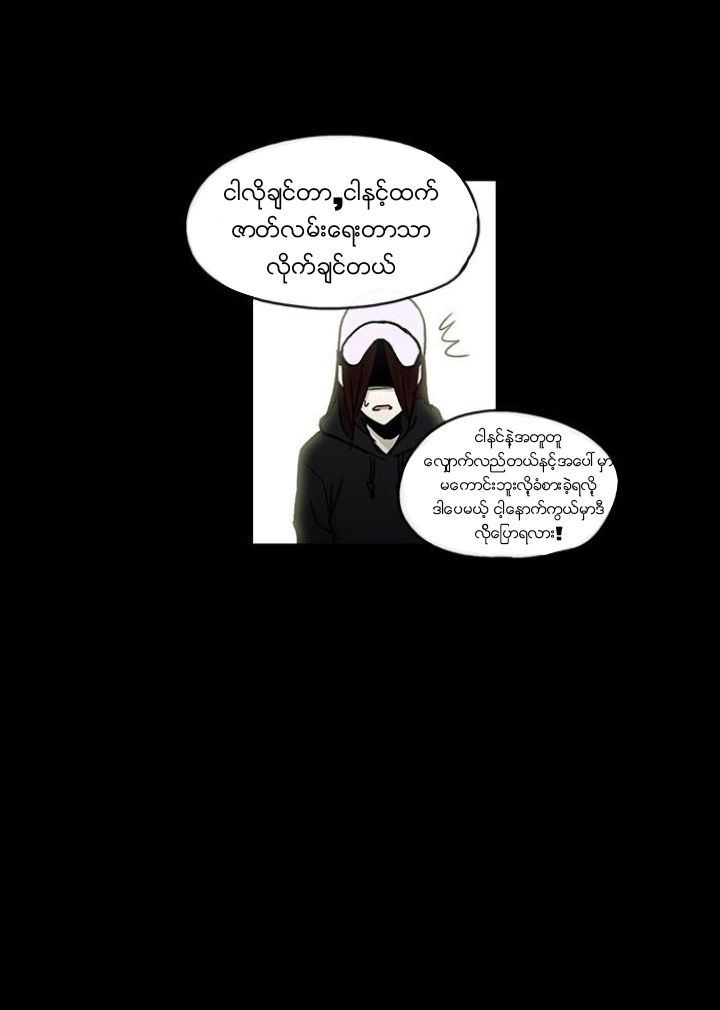 ငါလိုချင်တာ,ငါနင့်ထက်
ဇာတ်လမ်းရေးတာသာ
လိုက်ချင်တယ်
ငါနင်နဲ့အတူတူ
လျှောက်လည်တယ်နင့်အပေါ်မှာ
မကောင်းဘူးလို့ခံစားခဲ့ရလို့
ဒါပေမယ့် ငါ့နောက်ကွယ်မှာဒီ
လိုပြောရလား!